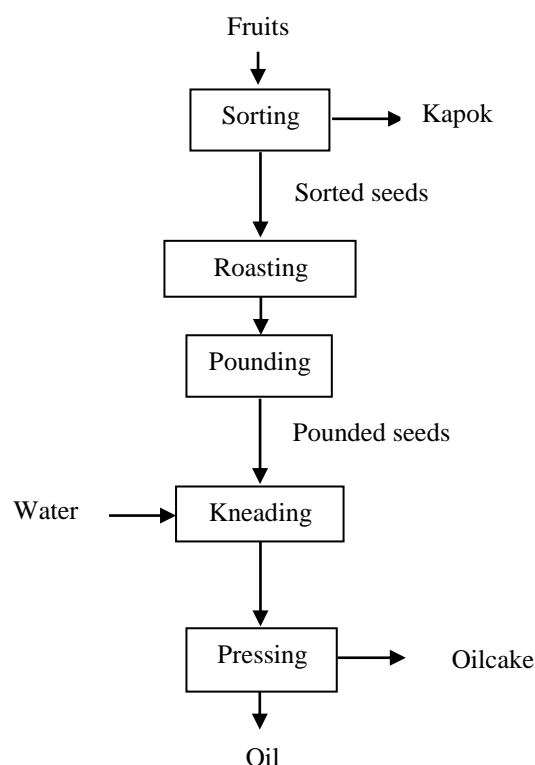 Fruits
Sorting
Kapok
Sorted seeds
Roasting
Pounding
Pounded seeds
Water
Kneading
Pressing
Oilcake
Oil